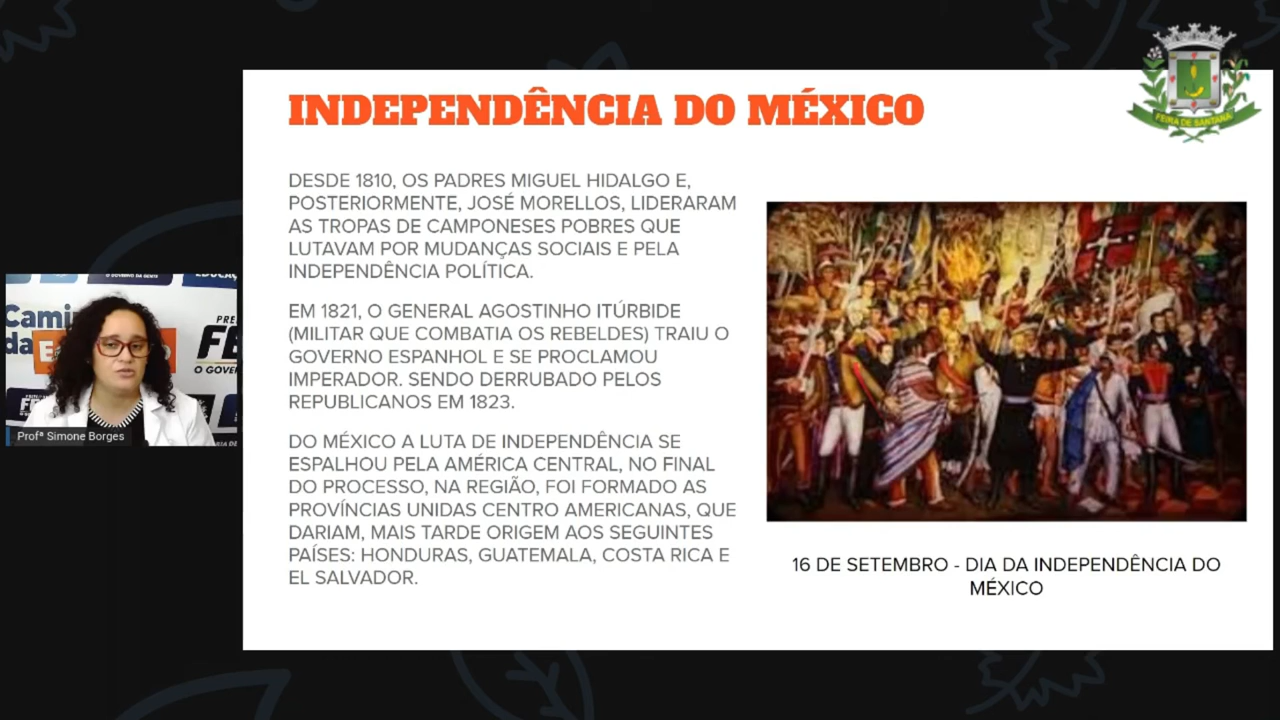 INDEPENDÊNCIA DO MÉXICO
FEIRA DE SANTANA
DESDE 1810, OS PADRES MIGUEL HIDALGO E,
POSTERIORMENTE, JOSÉ MORELLOS, LIDERARAM
AS TROPAS DE CAMPONESES POBRES QUE
LUTAVAM POR MUDANÇAS SOCIAIS E PELA
INDEPENDÊNCIA POLÍTICA.
EM 1821, O GENERAL AGOSTINHO ITÚRBIDE
(MILITAR QUE COMBATIA OS REBELDES) TRAIU O
GOVERNO ESPANHOL E SE PROCLAMOU
IMPERADOR. SENDO DERRUBADO PELOS
REPUBLICANOS EM 1823.
DO MÉXICO A LUTA DE INDEPENDÊNCIA SE
ESPALHOU PELA AMÉRICA CENTRAL, NO FINAL
DO PROCESSO, NA REGIÃO, FOI FORMADO AS
PROVÍNCIAS UNIDAS CENTRO AMERICANAS, QUE
DARIAM, MAIS TARDE ORIGEM AOS SEGUINTES
PAÍSES: HONDURAS, GUATEMALA, COSTA RICA E
EL SALVADOR.
16 DE SETEMBRO - DIA DA INDEPENDÊNCIA DO
MÉXICO
Profª Simone Borges